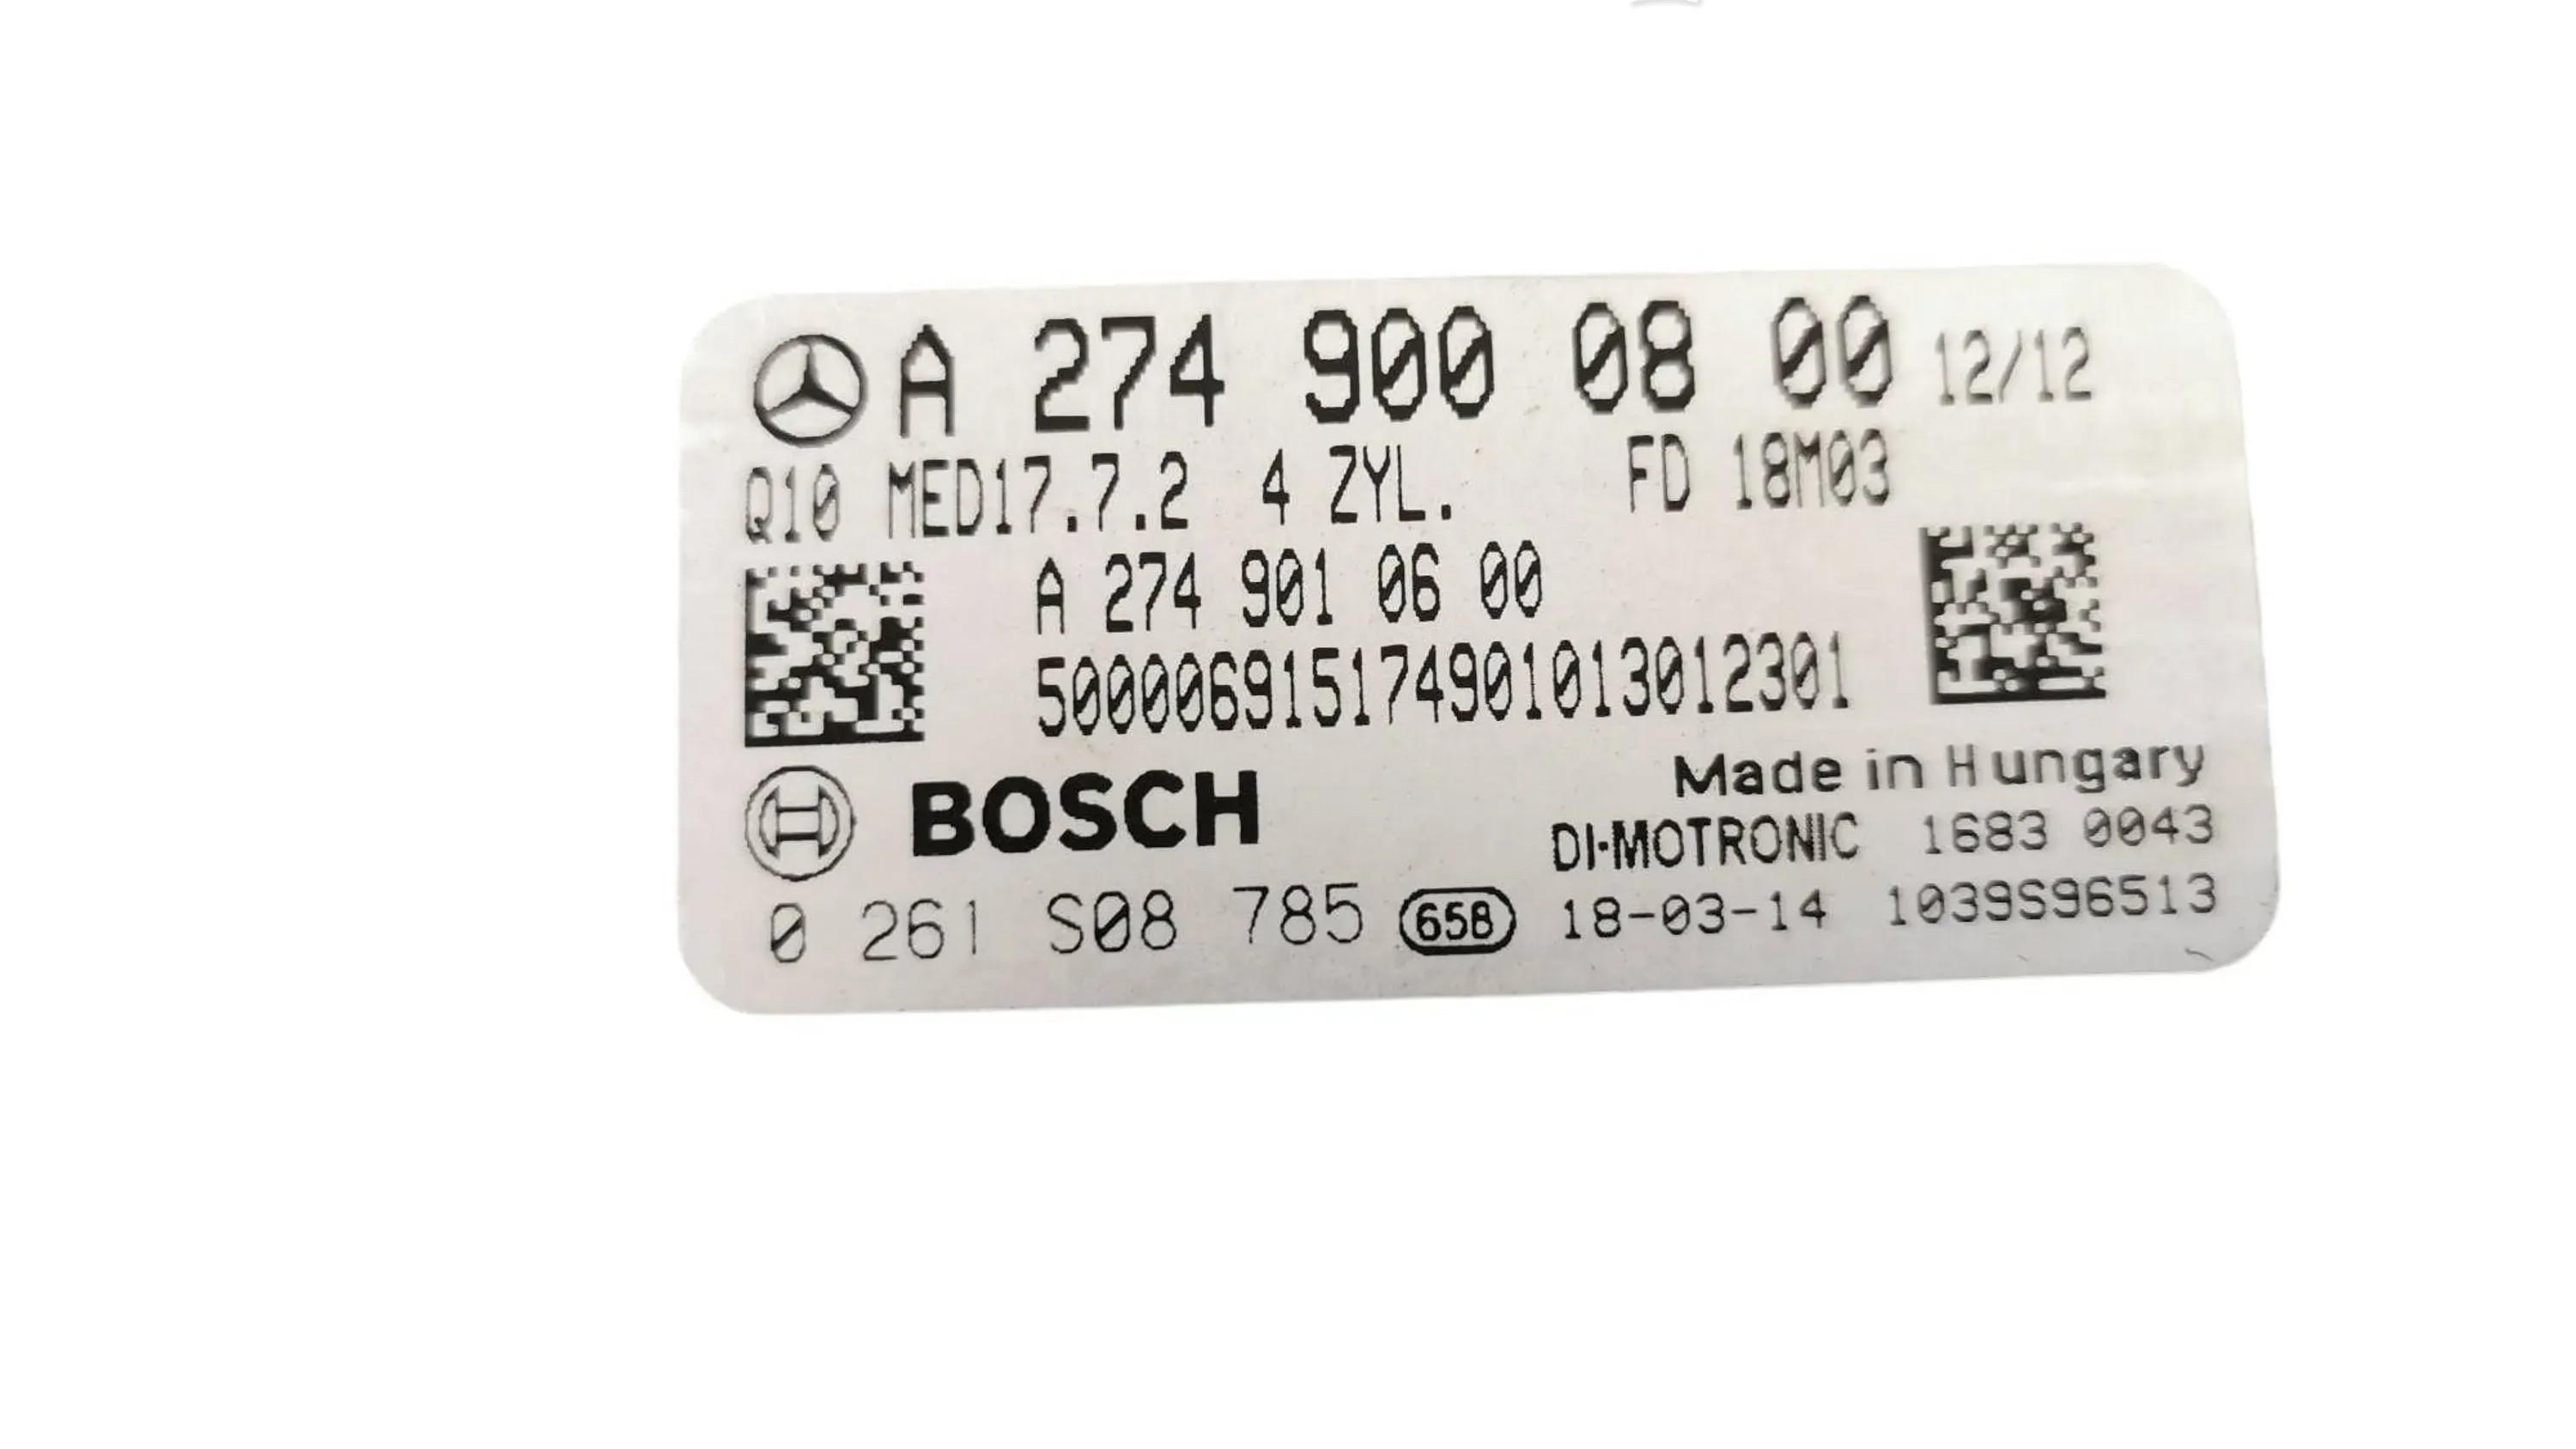 A 274 900 08 00 12/12
Q10 MED17.7.2 4 ZYL. FD 18M03
A 274 901 06 00
500006915174901013012301
BOSCH
Made in Hungary
DI·MOTRONIC 1683 0043
0 261 S08 785 658 18-03-14 1039S96513